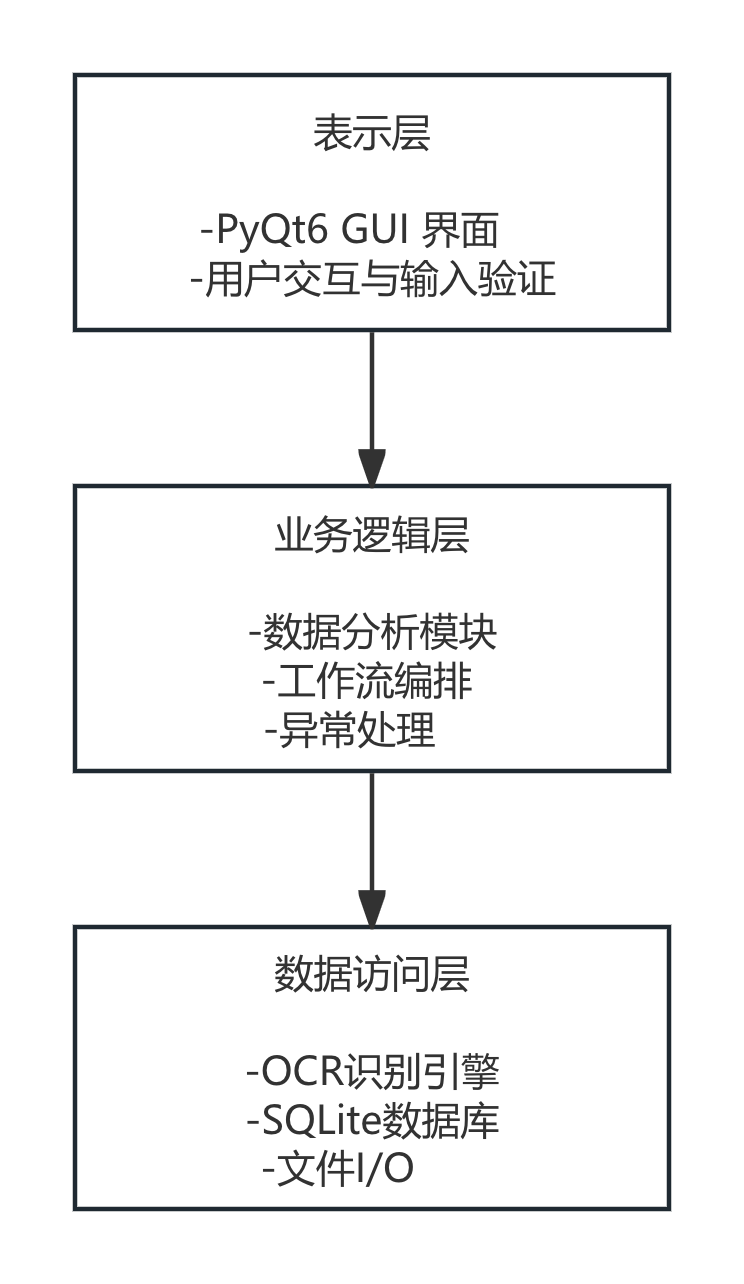 表示层
-PyQt6 GUI 界面
-用户交互与输入验证
业务逻辑层
-数据分析模块
-工作流编排
-异常处理
数据访问层
-OCR识别引擎
-SQLite数据库
-文件I/O